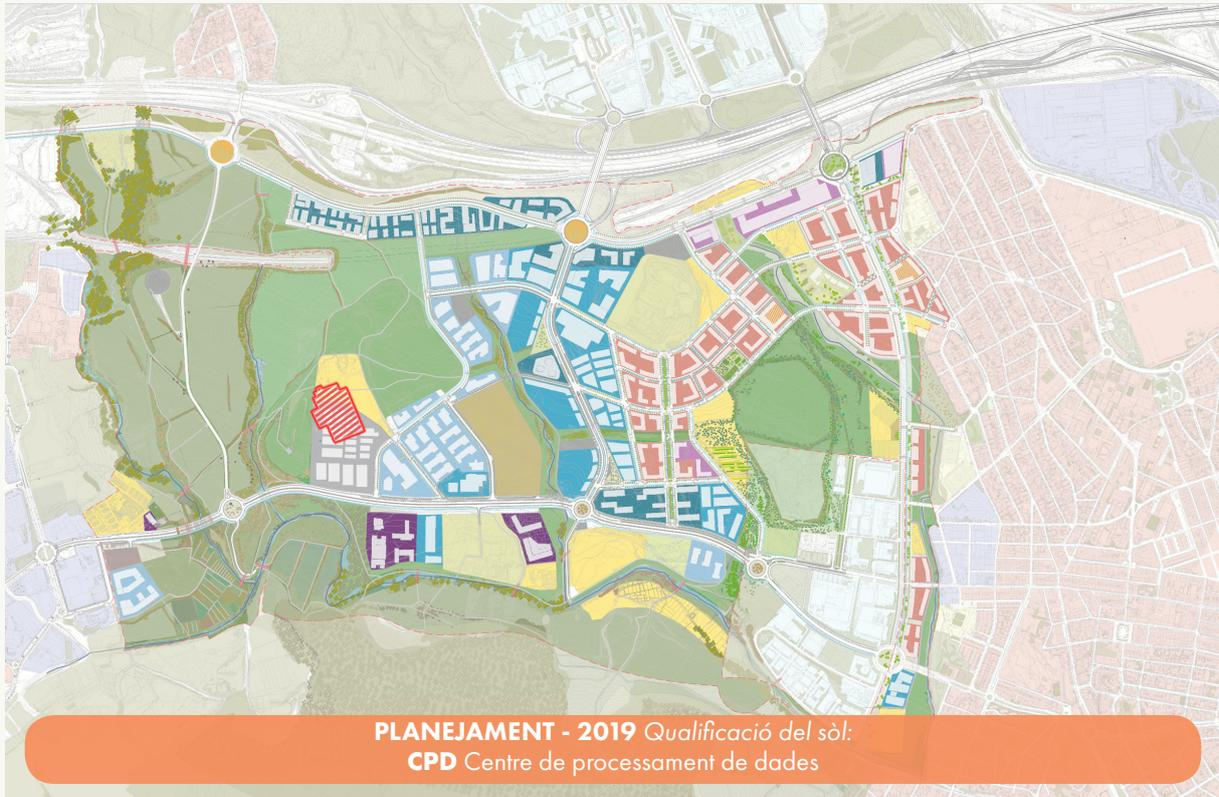 PLANEJAMENT - 2019 Qualificació del sòl:
CPD Centre de processament de dades